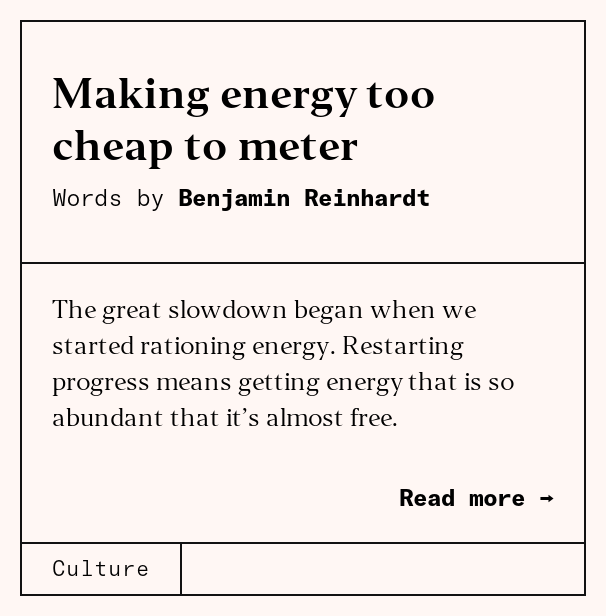 Making energy too
cheap to meter
Words by Benjamin Reinhardt
The great slowdown began when we
started rationing energy. Restarting
progress means getting energy that is so
abundant that it’s almost free.
Read more →
Culture